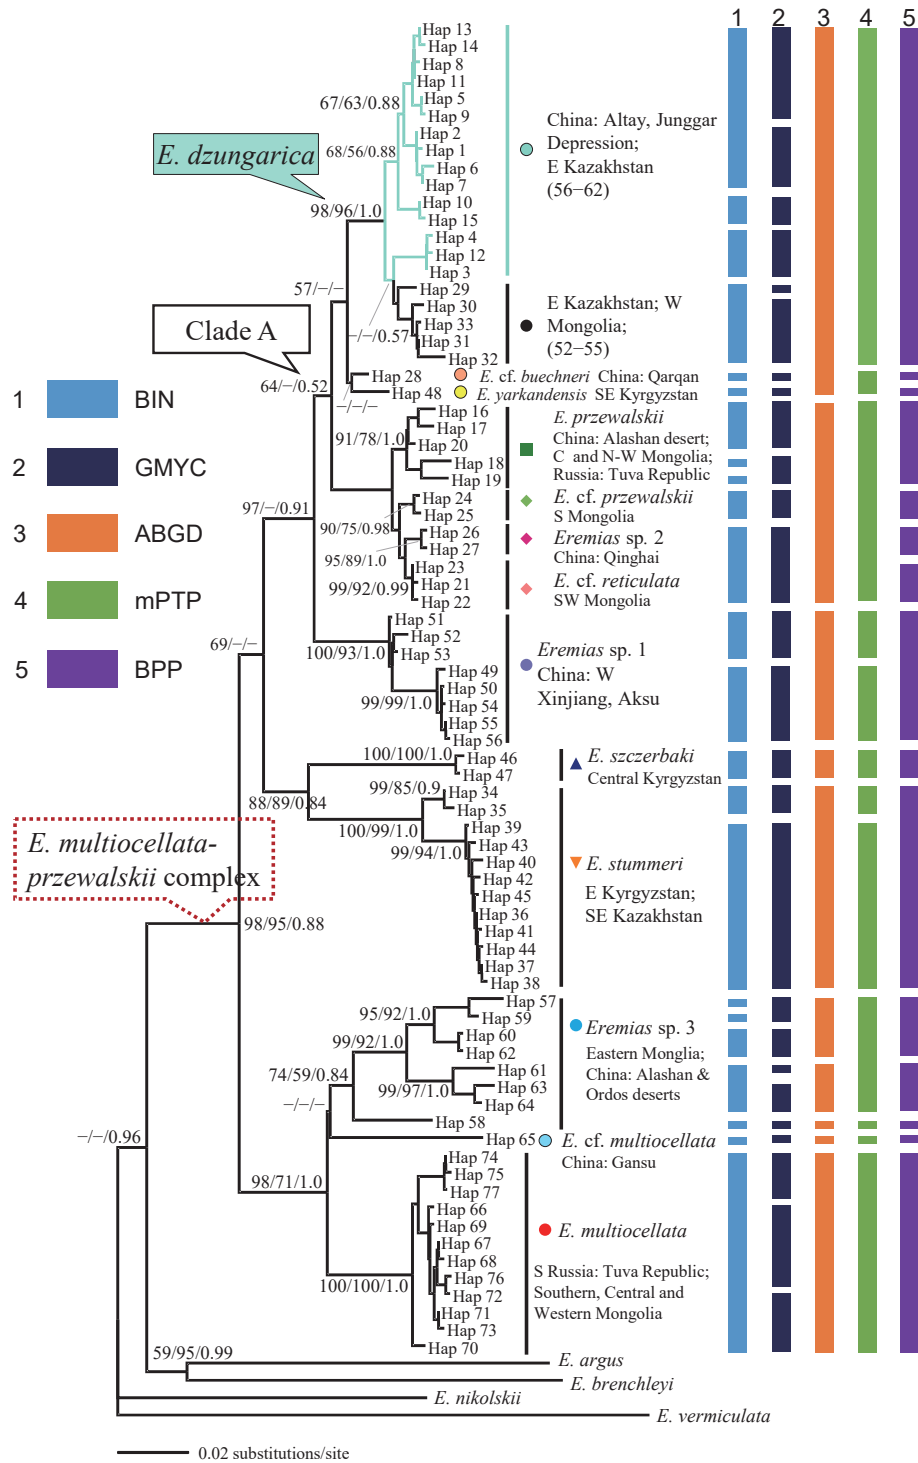 1 2 3 4 5
Hap 13
Hap 14
Hap 8
Hap 11
67/63/0.88
Hap 5
Hap 9
Hap 2
68/56/0.88
Hap 1
Hap 6
Hap 7
Hap 10
98/96/1.0
Hap 15
Hap 4
Hap 12
Hap 3
E. dzungarica
China: Altay, Junggar
Depression;
E Kazakhstan
(56−62)
57/−/−
Hap 29
Hap 30
Hap 33
−/−/0.57
Hap 31
Hap 32
E Kazakhstan; W
Mongolia;
(52−55)
Clade A
64/−/0.52
Hap 28
E. cf. buechneri China: Qarqan
Hap 48
E. yarkandensis SE Kyrgyzstan
−/−/−
Hap 16
Hap 17
91/78/1.0
Hap 20
Hap 18
Hap 19
E. przewalskii
China: Alashan desert;
C and N-W Mongolia;
Russia: Tuva Republic
1 BIN
2 GMYC
3 ABGD
4 mPTP
5 BPP
97/−/0.91
Hap 24
90/75/0.98
Hap 25
E. cf. przewalskii
S Mongolia
Hap 26
95/89/1.0
Hap 27
Eremias sp. 2
China: Qinghai
Hap 23
99/92/0.99
Hap 21
Hap 22
E. cf. reticulata
SW Mongolia
69/−/−
Hap 51
Hap 52
100/93/1.0
Hap 53
Hap 49
Hap 50
99/99/1.0
Hap 54
Hap 55
Hap 56
Eremias sp. 1
China: W
Xinjiang, Aksu
100/100/1.0
Hap 46
Hap 47
E. szczerbaki
Central Kyrgyzstan
88/89/0.84
99/85/0.9
Hap 34
Hap 35
100/99/1.0
Hap 39
Hap 43
99/94/1.0
Hap 40
Hap 42
Hap 45
Hap 36
Hap 41
Hap 44
Hap 37
Hap 38
E. stummeri
E Kyrgyzstan;
SE Kazakhstan
E. multiocellata-
przewalskii complex
98/95/0.88
Hap 57
95/92/1.0
Hap 59
Hap 60
99/92/1.0
Hap 62
74/59/0.84
Hap 61
99/97/1.0
Hap 63
Hap 64
−/−/−
Hap 58
Eremias sp. 3
Eastern Monglia;
China: Alashan &
Ordos deserts
−/−/0.96
Hap 65
E. cf. multiocellata
China: Gansu
98/71/1.0
Hap 74
Hap 75
Hap 77
Hap 66
Hap 69
Hap 67
Hap 68
100/100/1.0
Hap 76
Hap 72
Hap 71
Hap 73
Hap 70
E. multiocellata
S Russia: Tuva Republic;
Southern, Central and
Western Mongolia
59/95/0.99
E. argus
E. brenchleyi
E. nikolskii
E. vermiculata
0.02 substitutions/site